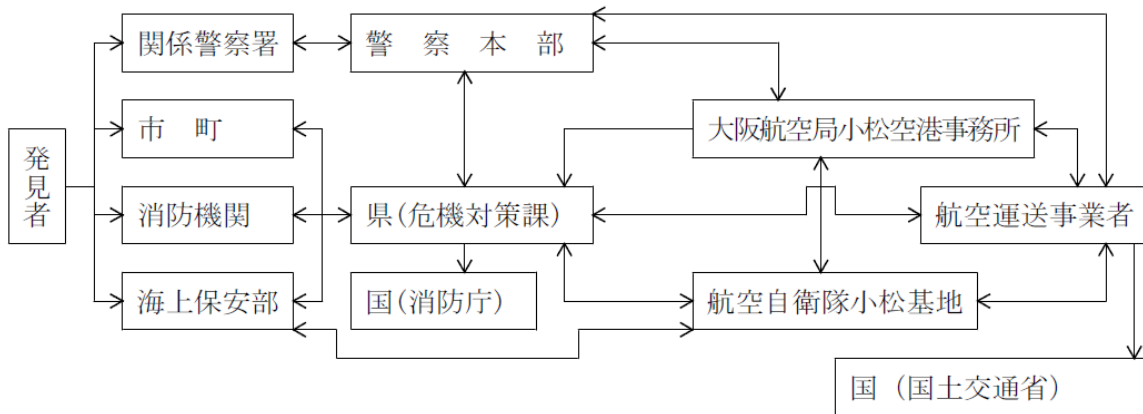 発見者
関係警察署
警察本部
市 町
大阪航空局小松空港事務所
消防機関
県(危機対策課)
航空運送事業者
海上保安部
国(消防庁)
航空自衛隊小松基地
国(国土交通省)